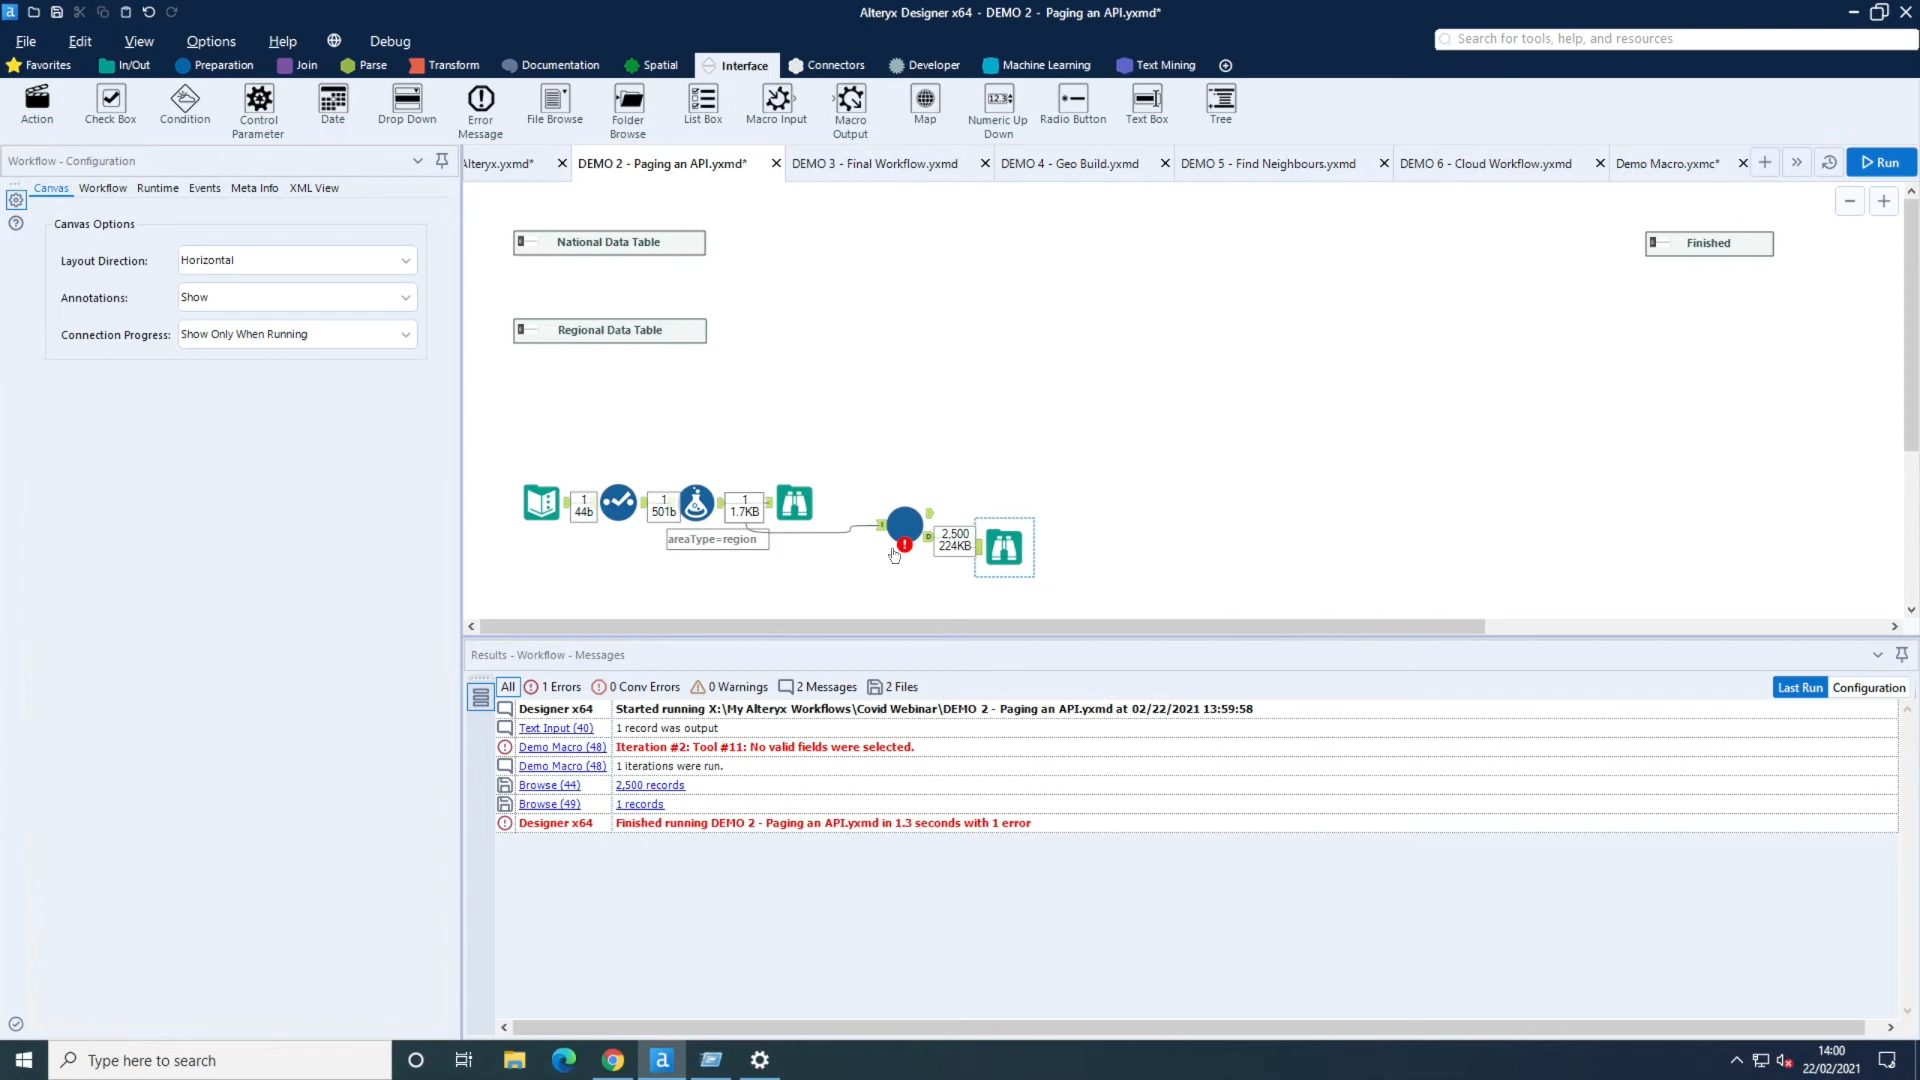 Alteryx Designer x64 - DEMO 2 - Paging an API.yxmd*
File Edit View Options Help Debug
Search for tools, help, and resources
Favorites In/Out Preparation Join Parse Transform Documentation Spatial Interface Connectors Developer Machine Learning Text Mining
Action Check Box Condition Control Parameter Date Drop Down Error Message File Browse Folder Browse List Box Macro Input Macro Output Map Numeric Up Down Radio Button Text Box Tree
Workflow - Configuration
Alteryx.yxmd* DEMO 2 - Paging an API.yxmd* DEMO 3 - Final Workflow.yxmd DEMO 4 - Geo Build.yxmd DEMO 5 - Find Neighbours.yxmd DEMO 6 - Cloud Workflow.yxmd Demo Macro.yxmc* Run
Canvas Workflow Runtime Events Meta Info XML View
Canvas Options
Layout Direction: Horizontal
Annotations: Show
Connection Progress: Show Only When Running
National Data Table
Finished
Regional Data Table
1
44b
1
501b
1
1.7KB
areaType=region
D
2,500
224KB
Results - Workflow - Messages
All 1 Errors 0 Conv Errors 0 Warnings 2 Messages 2 Files Last Run Configuration
Designer x64 Started running X:\My Alteryx Workflows\Covid Webinar\DEMO 2 - Paging an API.yxmd at 02/22/2021 13:59:58
Text Input (40) 1 record was output
Demo Macro (48) Iteration #2: Tool #11: No valid fields were selected.
Demo Macro (48) 1 iterations were run.
Browse (44) 2,500 records
Browse (49) 1 records
Designer x64 Finished running DEMO 2 - Paging an API.yxmd in 1.3 seconds with 1 error
Type here to search
14:00
22/02/2021